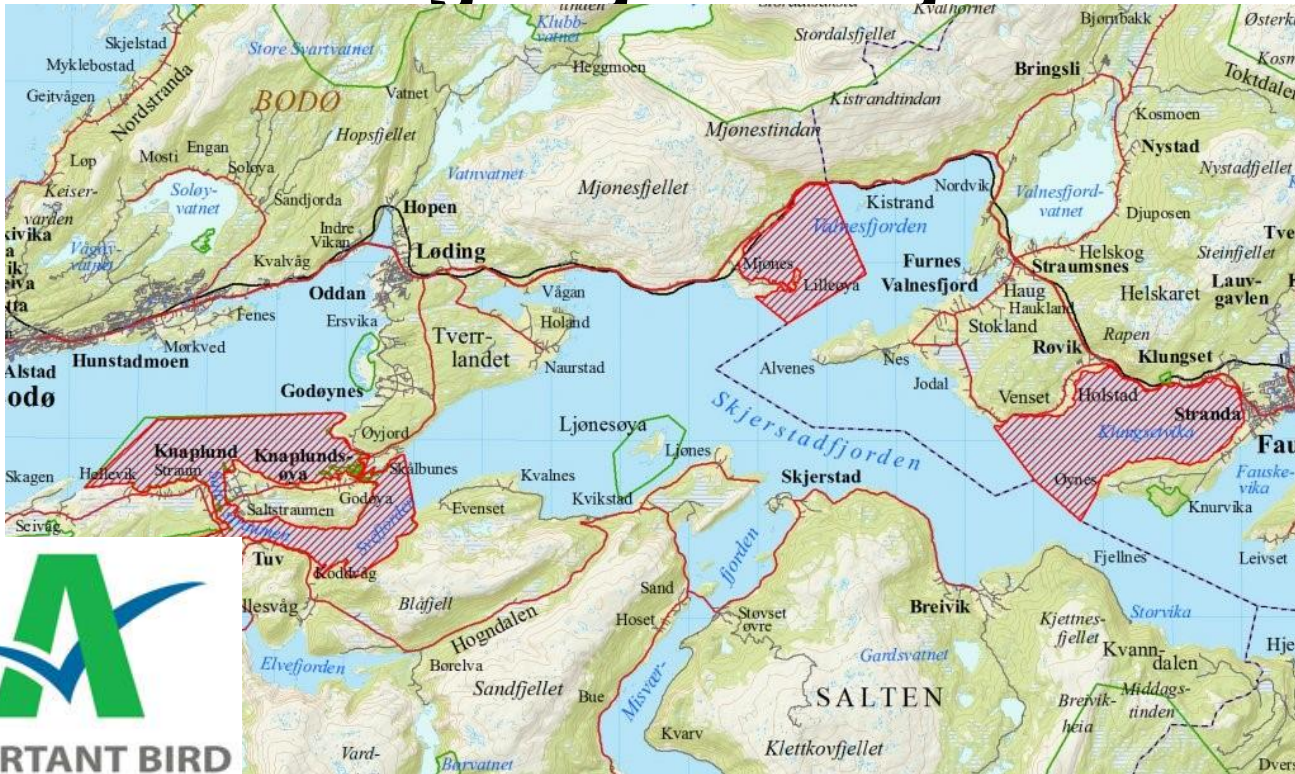 Klubb-
vatnet
Kvalhornet
Bjørnbakk
Skjelstad
Store Svartvatnet
Stordalsfjellet
Myklebostad
Heggmoen
Bringsli
Toktdalen
Geitvågen
Nordstranda
BODØ
Vatnet
Kistrandtindan
Kosmoen
Hopsfjellet
Mjønestindan
Nystad
Løp
Mosti
Engan
Soløya
Vatnvatnet
Mjønesfjellet
Nordvik
Nystadfjellet
Keiser-
varden
Soløy-
vatnet
Sandjorda
Hopen
Kistrand
Valnesfjord-
vatnet
Djuposen
Indre
Vikan
Valnesfjorden
Steinfjellet
Vågøy-
vatnet
Kvalvåg
Løding
Mjønes
Furnes
Valnesfjord
Straumsnes
Helskog
Oddan
Vågan
Lilleøya
Haug
Haukland
Helskaret
Lauv-
gavlen
Fenes
Ersvika
Tverr-
landet
Holand
Stokland
Rapen
Mørkved
Hunstadmoen
Naurstad
Alvenes
Nes
Røvik
Klungset
Alstad
odø
Godøynes
Jodal
Venset
Holstad
Stranda
Ljønesøya
Skjerstadfjorden
Klungsetvika
Fau
Øyjord
Skagen
Hellevik
Knaplund
Straum
Knaplunds-
øya
Skålbunes
Ljønes
Skjerstad
Øynes
Fauske-
vika
Godøya
Kvalnes
Kvikstad
Saltstraumen
Evenset
Knurvika
Seivåg
Tuv
Koddvåg
Fjellnes
Leivset
llesvåg
Blåfjell
Sand
fjorden
Hoset
Støvset
øvre
Breivik
Kjettnes-
fjellet
Storvika
Hogndalen
Elvefjorden
Børelva
Gardsvatnet
Kvann-
dalen
Hje
Sandfjellet
Bue
Misvær-
SALTEN
Breivik-
heia
Middags-
tinden
Kvarv
Klettkovfjellet
Vard-
Børvatnet
Dvers
RTANT BIRD